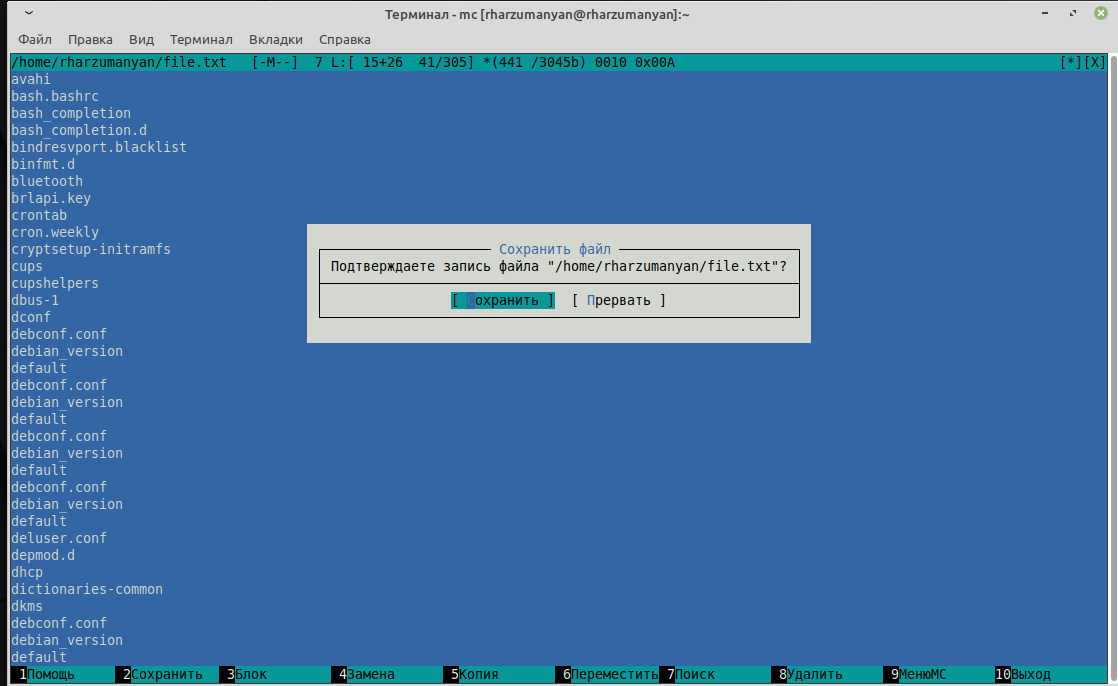 Терминал - mc [rharzumanyan@rharzumanyan]:~
Файл Правка Вид Терминал Вкладки Справка
/home/rharzumanyan/file.txt [-M--] 7 L:[ 15+26 41/305] *(441 /3045b) 0010 0x00A [*][X]
avahi
bash.bashrc
bash_completion
bash_completion.d
bindresvport.blacklist
binfmt.d
bluetooth
brlapi.key
crontab
cron.weekly
cryptsetup-initramfs
cups
cupshelpers
dbus-1
dconf
debconf.conf
debian_version
default
debconf.conf
debian_version
default
debconf.conf
debian_version
default
debconf.conf
debian_version
default
deluser.conf
depmod.d
dhcp
dictionaries-common
dkms
debconf.conf
debian_version
default
Сохранить файл
Подтверждаете запись файла "/home/rharzumanyan/file.txt"?
[ Сохранить ] [ Прервать ]
1Помощь 2Сохранить 3Блок 4Замена 5Копия 6Переместить 7Поиск 8Удалить 9МенюMC 10Выход